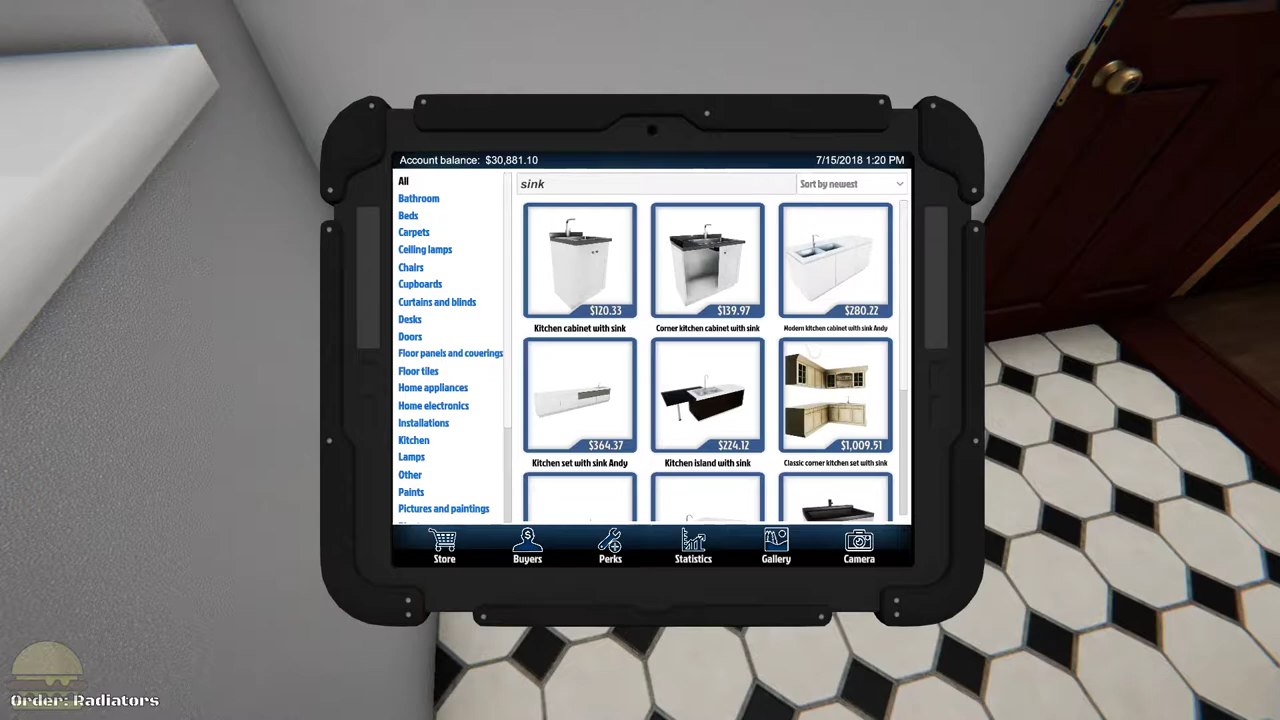 Account balance: $30,881.10
7/15/2018 1:20 PM
All
Bathroom
Beds
Carpets
Ceiling lamps
Chairs
Cupboards
Curtains and blinds
Desks
Doors
Floor panels and coverings
Floor tiles
Home appliances
Home electronics
Installations
Kitchen
Lamps
Other
Paints
Pictures and paintings
sink
Sort by newest
$120.33
$139.97
$280.22
Kitchen cabinet with sink
Corner kitchen cabinet with sink
Modern kitchen cabinet with sink Andy
$364.37
$224.12
$1,009.51
Kitchen set with sink Andy
Kitchen island with sink
Classic corner kitchen set with sink
Store
Buyers
Perks
Statistics
Gallery
Camera
Order: Radiators